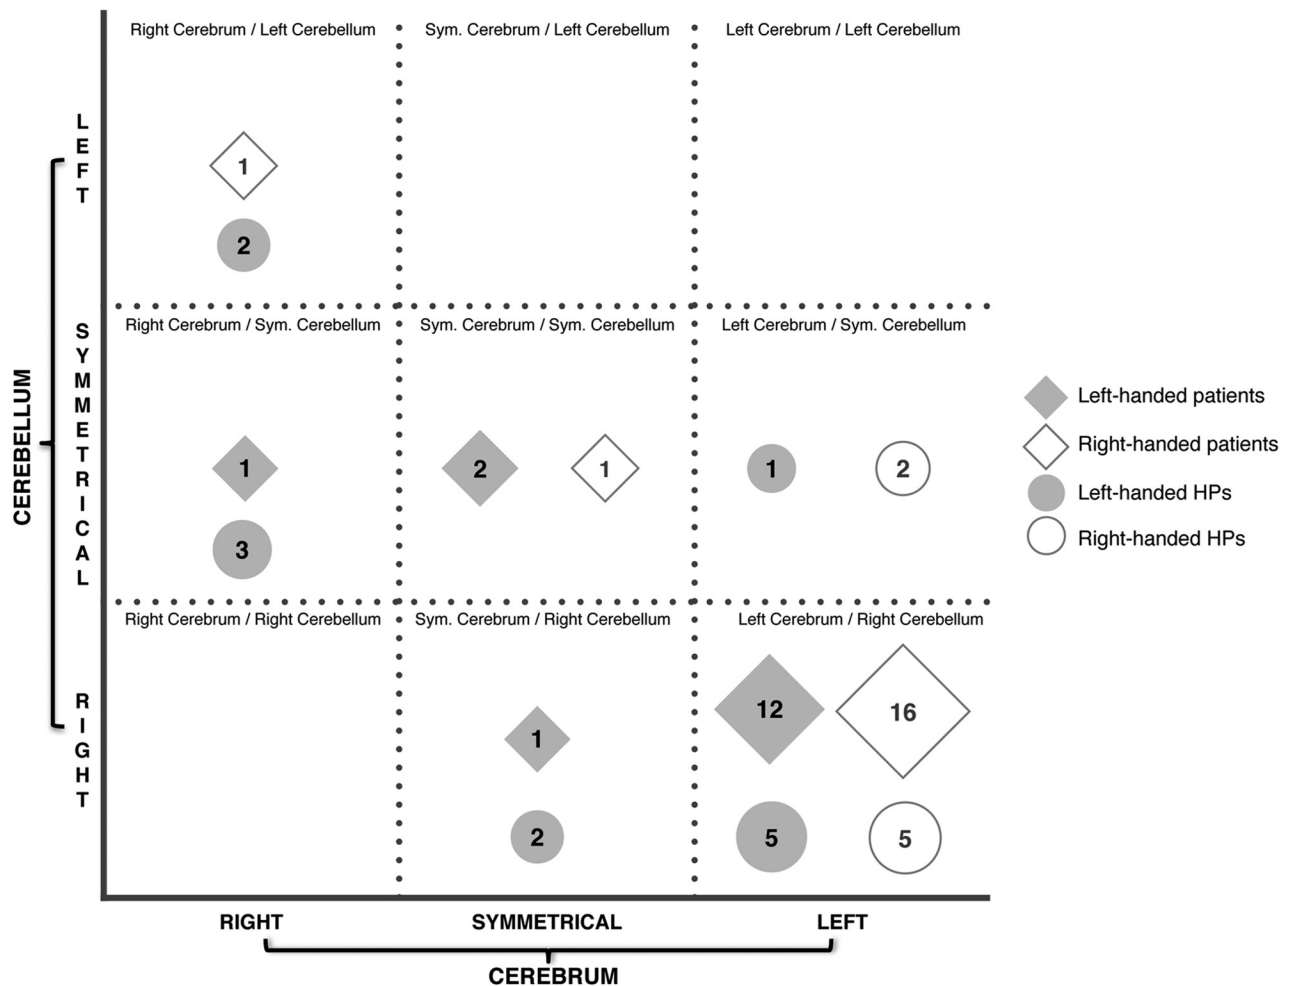 Right Cerebrum / Left Cerebellum
Sym. Cerebrum / Left Cerebellum
Left Cerebrum / Left Cerebellum
LEFT
1
2
Right Cerebrum / Sym. Cerebellum
Sym. Cerebrum / Sym. Cerebellum
Left Cerebrum / Sym. Cerebellum
CEREBELLUM
SYMMETRICAL
1
2
1
1
2
3
Right Cerebrum / Right Cerebellum
Sym. Cerebrum / Right Cerebellum
Left Cerebrum / Right Cerebellum
RIGHT
12
16
1
2
5
5
RIGHT
SYMMETRICAL
LEFT
CEREBRUM
Left-handed patients
Right-handed patients
Left-handed HPs
Right-handed HPs